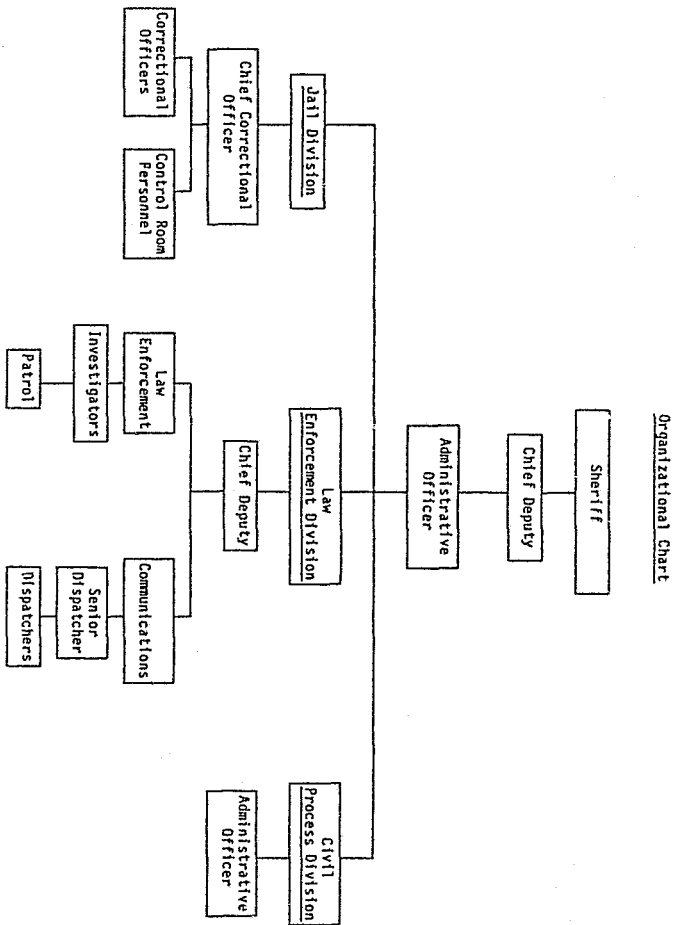 Organizational Chart
Sheriff
Chief Deputy
Administrative
Officer
Jail Division
Law
Enforcement Division
Civil
Process Division
Chief Correctional
Officer
Chief Deputy
Administrative
Officer
Correctional
Officers
Control Room
Personnel
Law
Enforcement
Communications
Investigators
Senior
Dispatcher
Patrol
Dispatchers